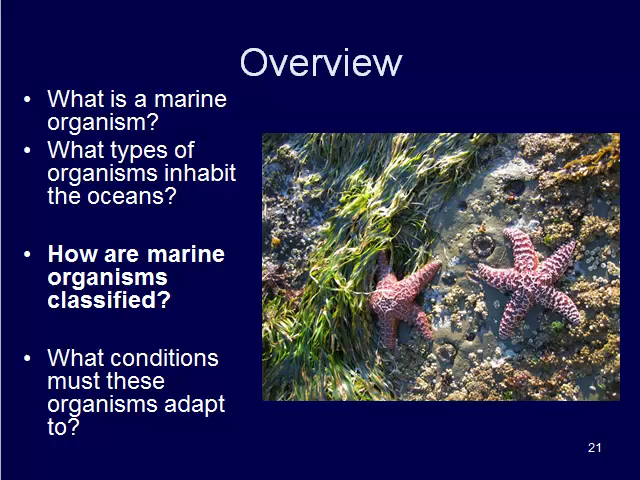 Overview
• What is a marine
organism?
• What types of
organisms inhabit
the oceans?
• How are marine
organisms
classified?
• What conditions
must these
organisms adapt
to?
21